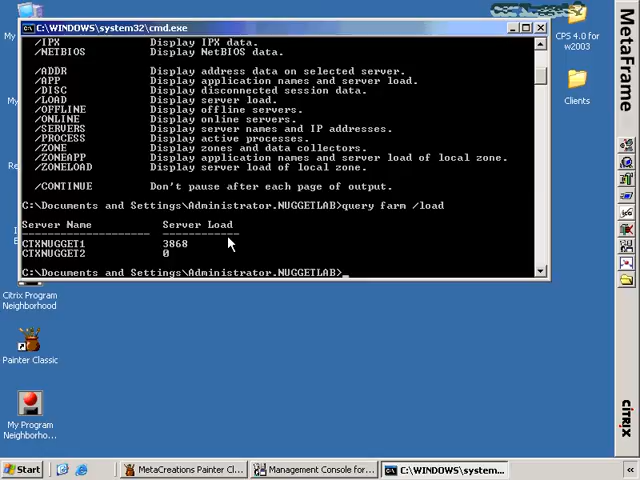 C:\WINDOWS\system32\cmd.exe
/IPX Display IPX data.
/NETBIOS Display NetBIOS data.
/ADDR Display address data on selected server.
/APP Display application names and server load.
/DISC Display disconnected session data.
/LOAD Display server load.
/OFFLINE Display offline servers.
/ONLINE Display online servers.
/SERVERS Display server names and IP addresses.
/PROCESS Display active processes.
/ZONE Display zones and data collectors.
/ZONEAPP Display application names and server load of local zone.
/ZONELOAD Display server load of local zone.
/CONTINUE Don't pause after each page of output.
C:\Documents and Settings\Administrator.NUGGETLAB>query farm /load
Server Name Server Load
CTXNUGGET1 3868
CTXNUGGET2 0
C:\Documents and Settings\Administrator.NUGGETLAB>_
CPS 4.0 for
w2003
Clients
MetaFrame
CITRIX
Citrix Program
Neighborhood
Painter Classic
My Program
Neighborho...
Start
MetaCreations Painter Cl...
Management Console for...
C:\WINDOWS\system...